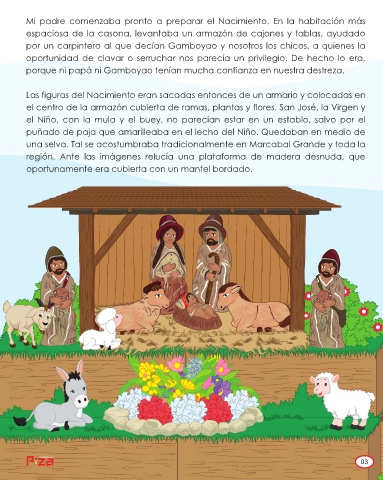 Mi padre comenzaba pronto a preparar el Nacimiento. En la habitación más
espaciosa de la casona, levantaba un armazón de cajones y tablas, ayudado
por un carpintero al que decían Gamboyao y nosotros los chicos, a quienes la
oportunidad de clavar o serruchar nos parecía un privilegio. De hecho lo era,
porque ni papá ni Gamboyao tenían mucha confianza en nuestra destreza.
Las figuras del Nacimiento eran sacadas entonces de un armario y colocadas en
el centro de la armazón cubierta de ramas, plantas y flores. San José, la Virgen y
el Niño, con la mula y el buey, no parecían estar en un establo, salvo por el
puñado de paja que amarilleaba en el lecho del Niño. Quedaban en medio de
una selva. Tal se acostumbraba tradicionalmente en Marcabal Grande y toda la
región. Ante las imágenes relucía una plataforma de madera desnuda, que
oportunamente era cubierta con un mantel bordado.
03